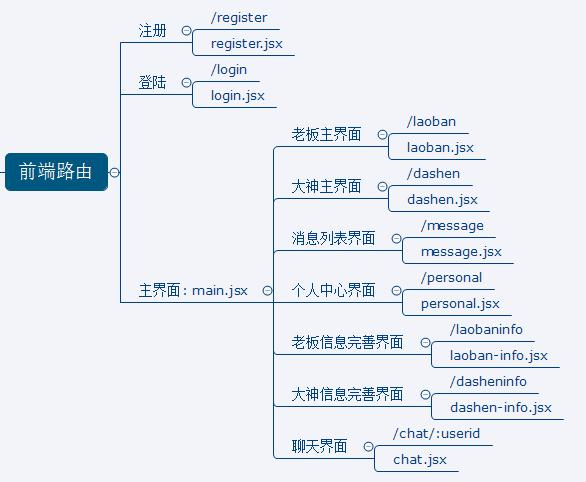 前端路由
注册
/register
register.jsx
登陆
/login
login.jsx
主界面：main.jsx
老板主界面
/laoban
laoban.jsx
大神主界面
/dashen
dashen.jsx
消息列表界面
/message
message.jsx
个人中心界面
/personal
personal.jsx
老板信息完善界面
/laobaninfo
laoban-info.jsx
大神信息完善界面
/dasheninfo
dashen-info.jsx
聊天界面
/chat/:userid
chat.jsx